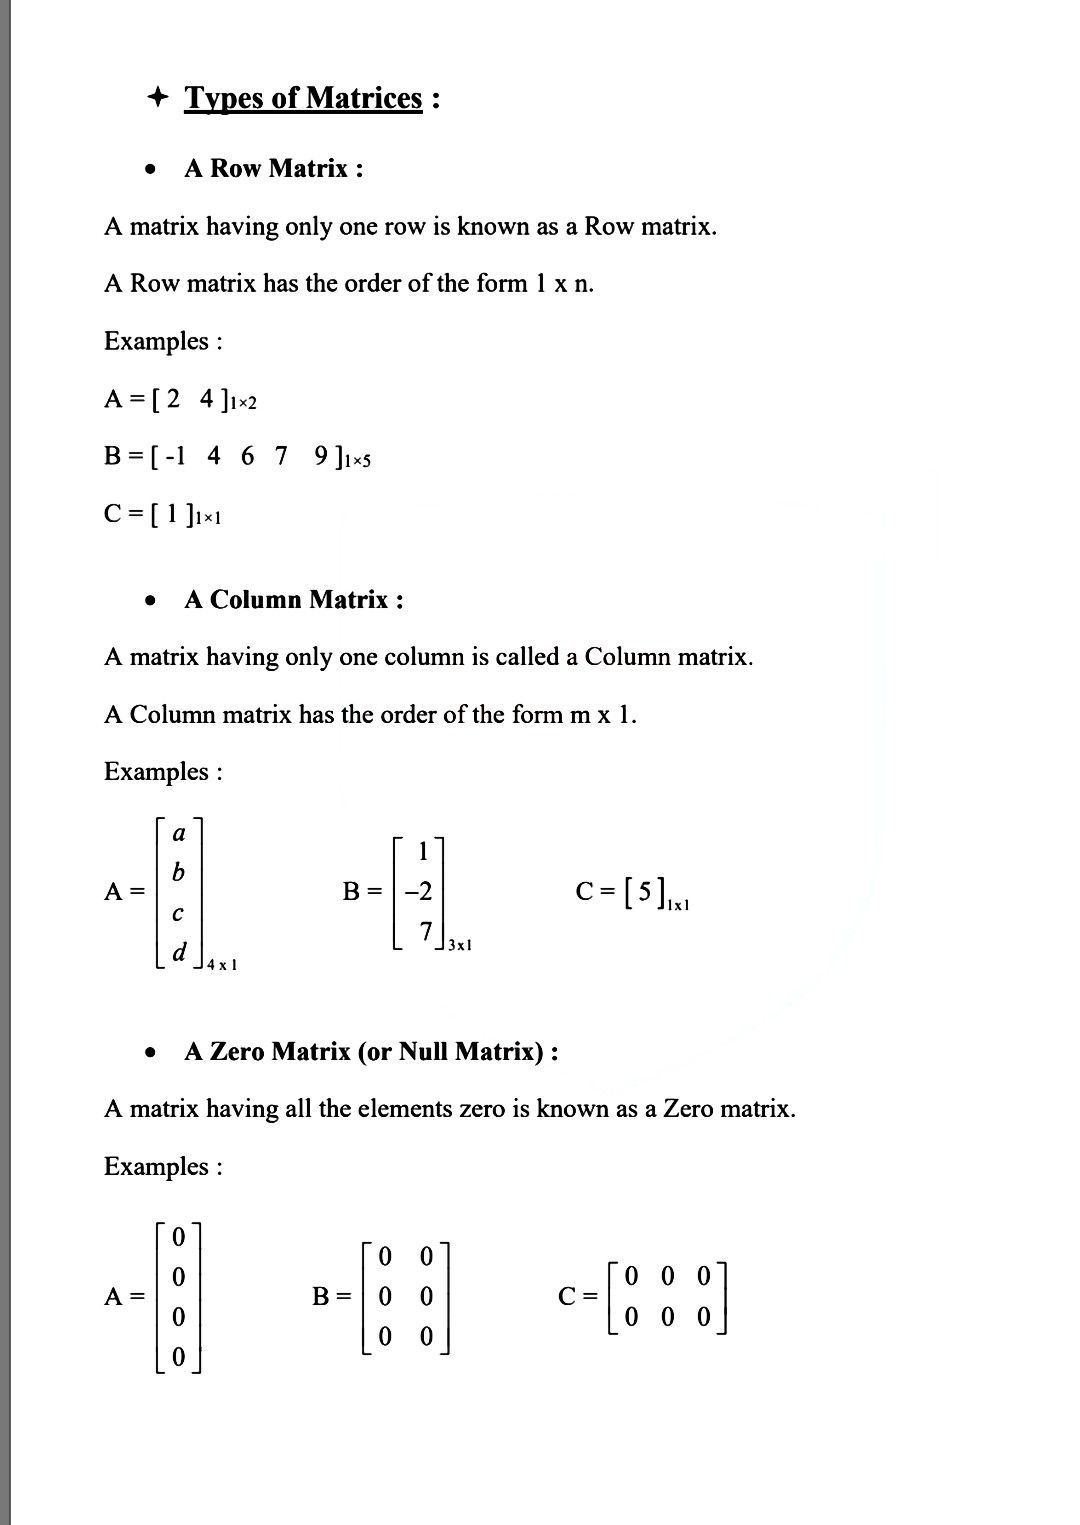 ✦ Types of Matrices :
• A Row Matrix :
A matrix having only one row is known as a Row matrix.
A Row matrix has the order of the form 1 x n.
Examples :
A = [ 2 4 ]1×2
B = [ -1 4 6 7 9 ]1×5
C = [ 1 ]1×1
• A Column Matrix :
A matrix having only one column is called a Column matrix.
A Column matrix has the order of the form m x 1.
Examples :
A = [ a b c d ]4 x 1 B = [ 1 –2 7 ]3x1 C = [ 5 ]1x1
• A Zero Matrix (or Null Matrix) :
A matrix having all the elements zero is known as a Zero matrix.
Examples :
A = [ 0 0 0 0 ] B = [ 0 0 0 0 0 0 ] C = [ 0 0 0 0 0 0 ]